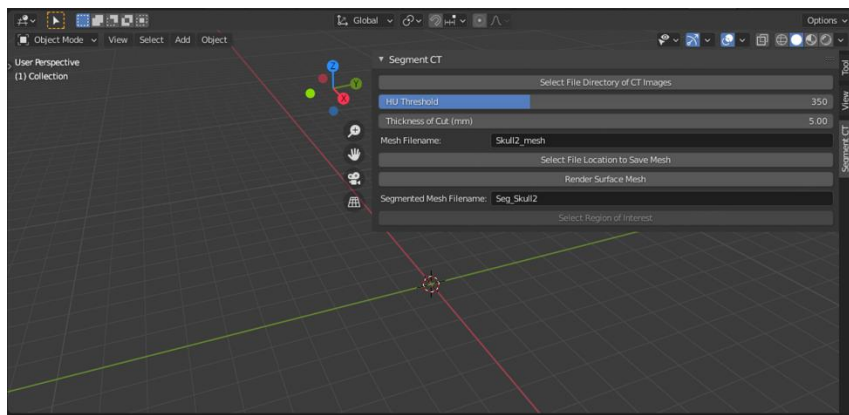 Global
Options
Object Mode View Select Add Object
User Perspective
(1) Collection
Z
Y
X
Segment CT
Select File Directory of CT Images
HU Threshold 350
Thickness of Cut (mm) 5.00
Mesh Filename: Skull2_mesh
Select File Location to Save Mesh
Render Surface Mesh
Segmented Mesh Filename: Seg_Skull2
Select Region of Interest
Tool
View
Segment CT